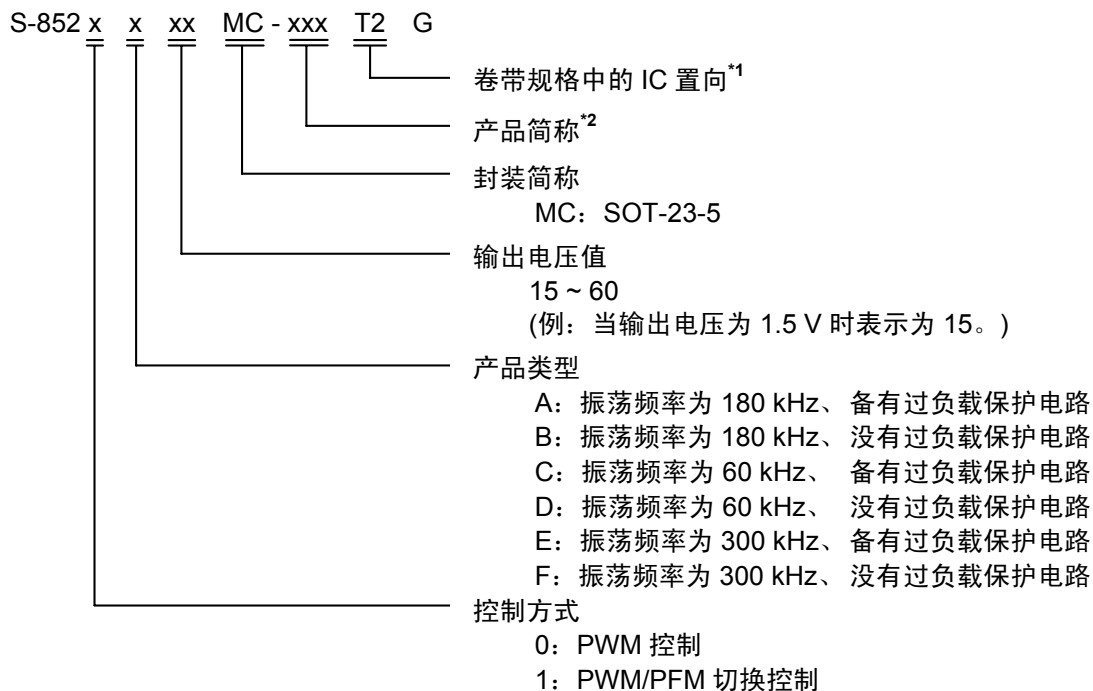 S-852 x x xx MC - xxx T2 G
卷带规格中的 IC 置向*1
产品简称*2
封装简称
MC：SOT-23-5
输出电压值
15 ~ 60
(例：当输出电压为 1.5 V 时表示为 15。)
产品类型
A：振荡频率为 180 kHz、备有过负载保护电路
B：振荡频率为 180 kHz、没有过负载保护电路
C：振荡频率为 60 kHz、 备有过负载保护电路
D：振荡频率为 60 kHz、 没有过负载保护电路
E：振荡频率为 300 kHz、备有过负载保护电路
F：振荡频率为 300 kHz、没有过负载保护电路
控制方式
0：PWM 控制
1：PWM/PFM 切换控制